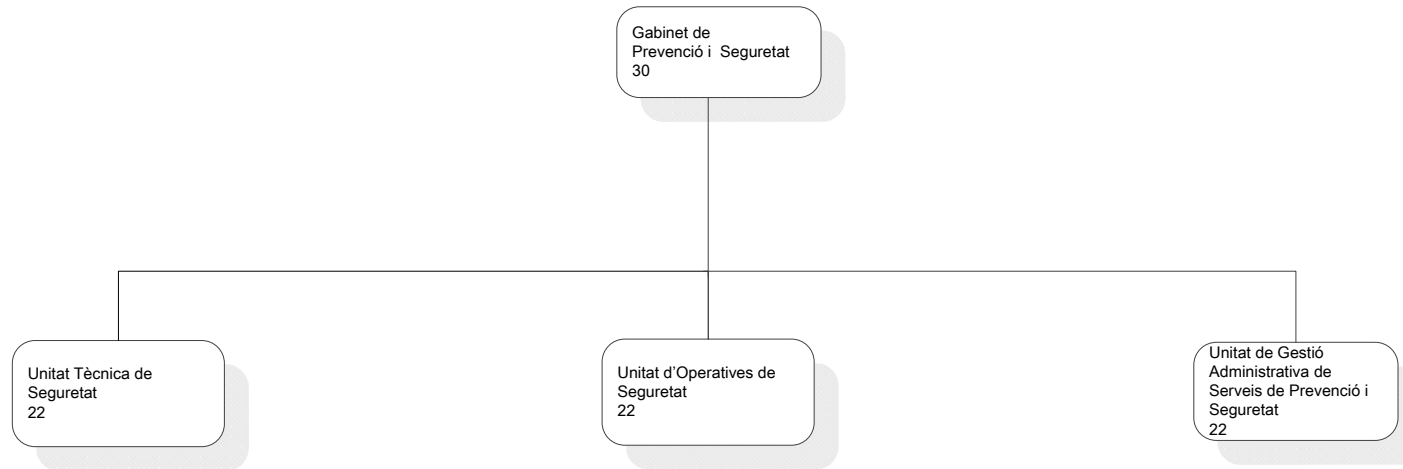 Gabinet de
Prevenció i Seguretat
30
Unitat Tècnica de
Seguretat
22
Unitat d’Operatives de
Seguretat
22
Unitat de Gestió
Administrativa de
Serveis de Prevenció i
Seguretat
22